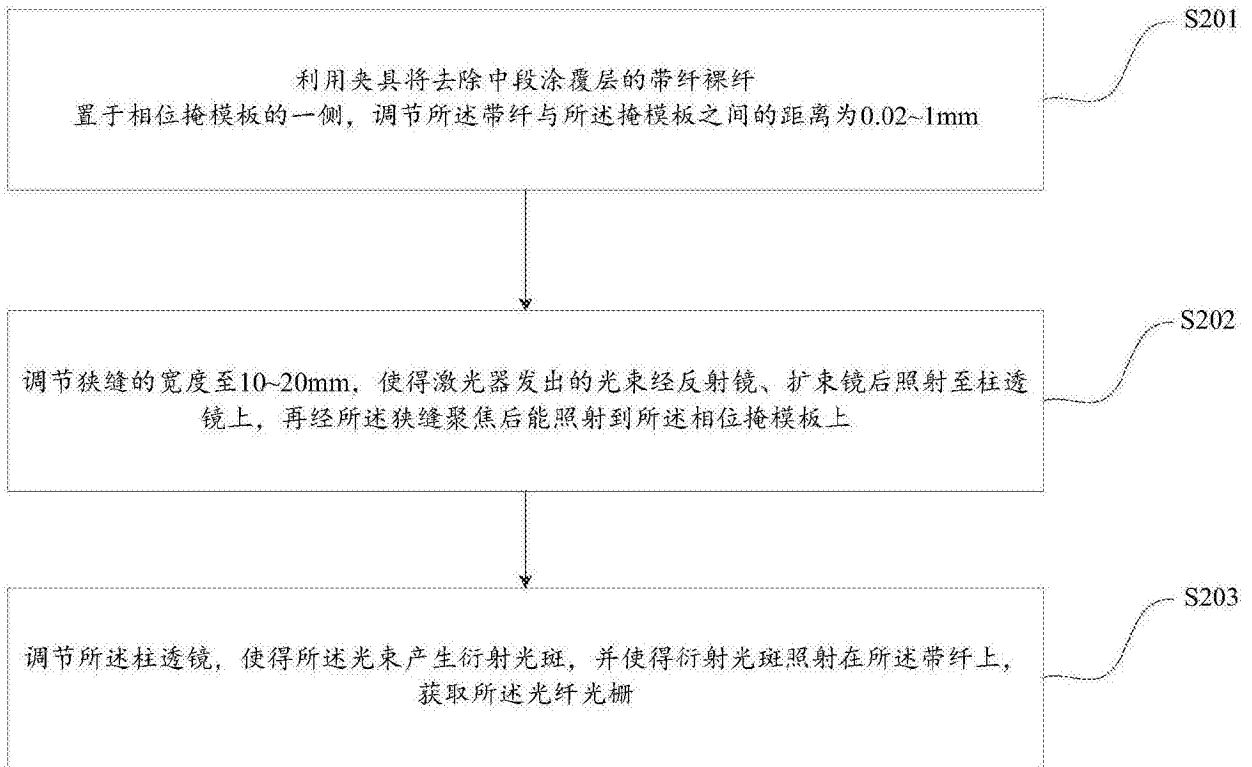 S201
利用夹具将去除中段涂覆层的带纤裸纤
置于相位掩模板的一侧，调节所述带纤与所述掩模板之间的距离为0.02~1mm
S202
调节狭缝的宽度至10~20mm，使得激光器发出的光束经反射镜、扩束镜后照射至柱透
镜上，再经所述狭缝聚焦后能照射到所述相位掩模板上
S203
调节所述柱透镜，使得所述光束产生衍射光斑，并使得衍射光斑照射在所述带纤上，
获取所述光纤光栅